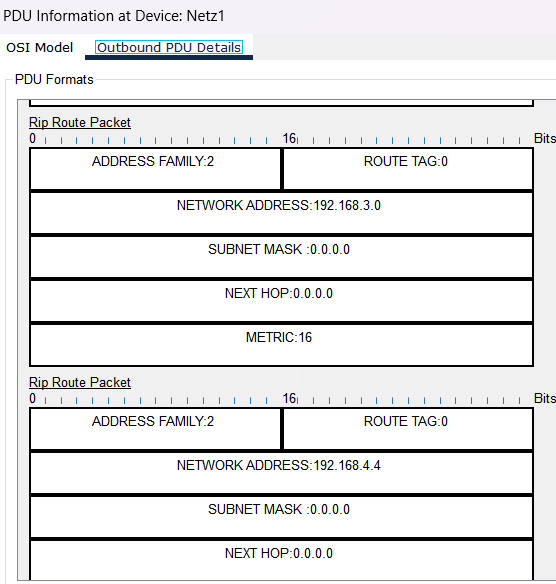 PDU Information at Device: Netz1
OSI Model Outbound PDU Details
PDU Formats
Rip Route Packet
0 16 Bits
ADDRESS FAMILY:2 ROUTE TAG:0
NETWORK ADDRESS:192.168.3.0
SUBNET MASK :0.0.0.0
NEXT HOP:0.0.0.0
METRIC:16
Rip Route Packet
0 16 Bits
ADDRESS FAMILY:2 ROUTE TAG:0
NETWORK ADDRESS:192.168.4.4
SUBNET MASK :0.0.0.0
NEXT HOP:0.0.0.0